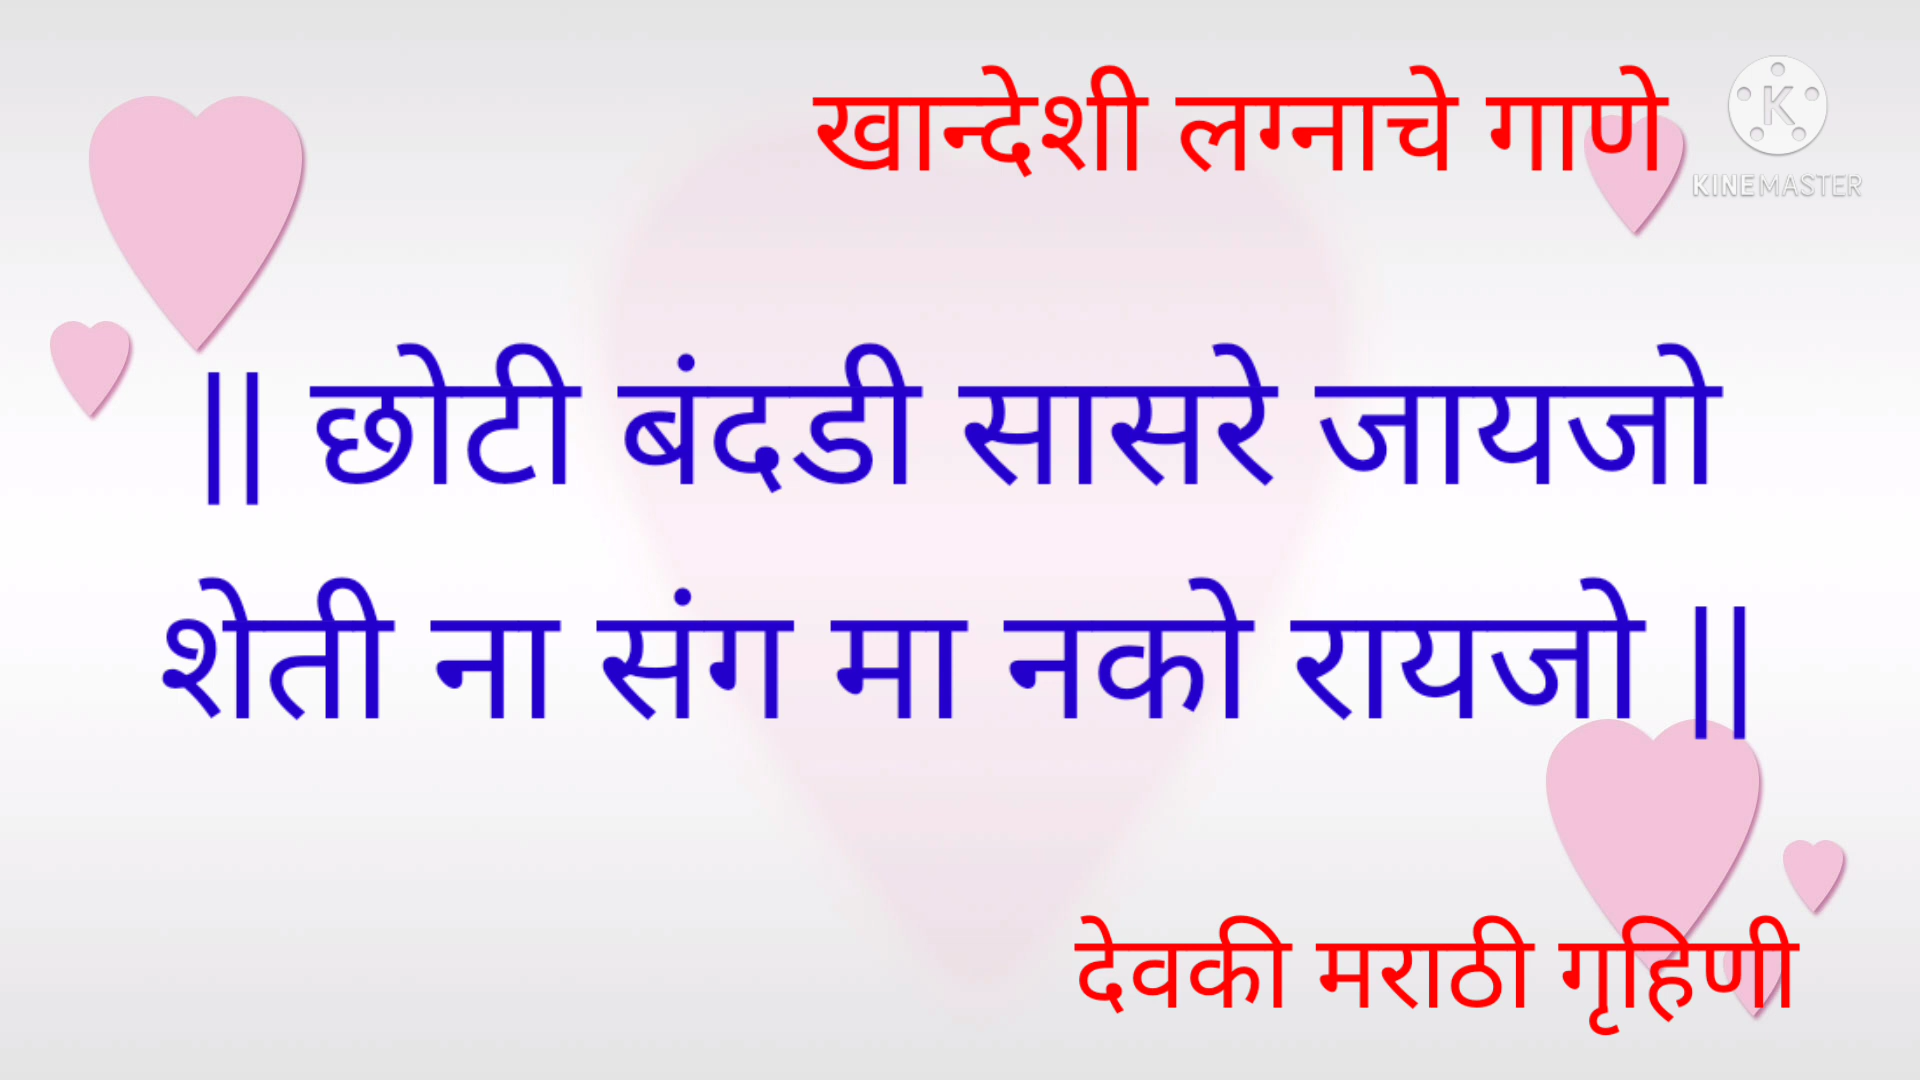 खान्देशी लग्नाचे गाणे
K
KINEMASTER
|| छोटी बंदडी सासरे जायजो
शेती ना संग मा नको रायजो ||
देवकी मराठी गृहिणी